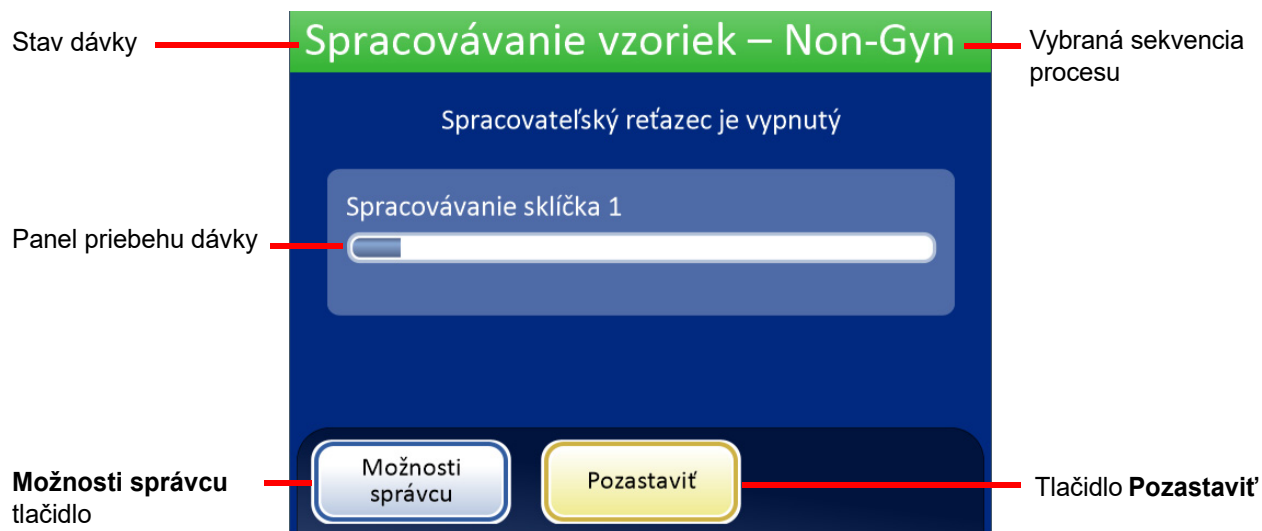 Stav dávky
Spracovávanie vzoriek – Non-Gyn
Vybraná sekvencia
procesu
Spracovateľský reťazec je vypnutý
Spracovávanie sklíčka 1
Panel priebehu dávky
Možnosti správcu
tlačidlo
Možnosti
správcu
Pozastaviť
Tlačidlo Pozastaviť